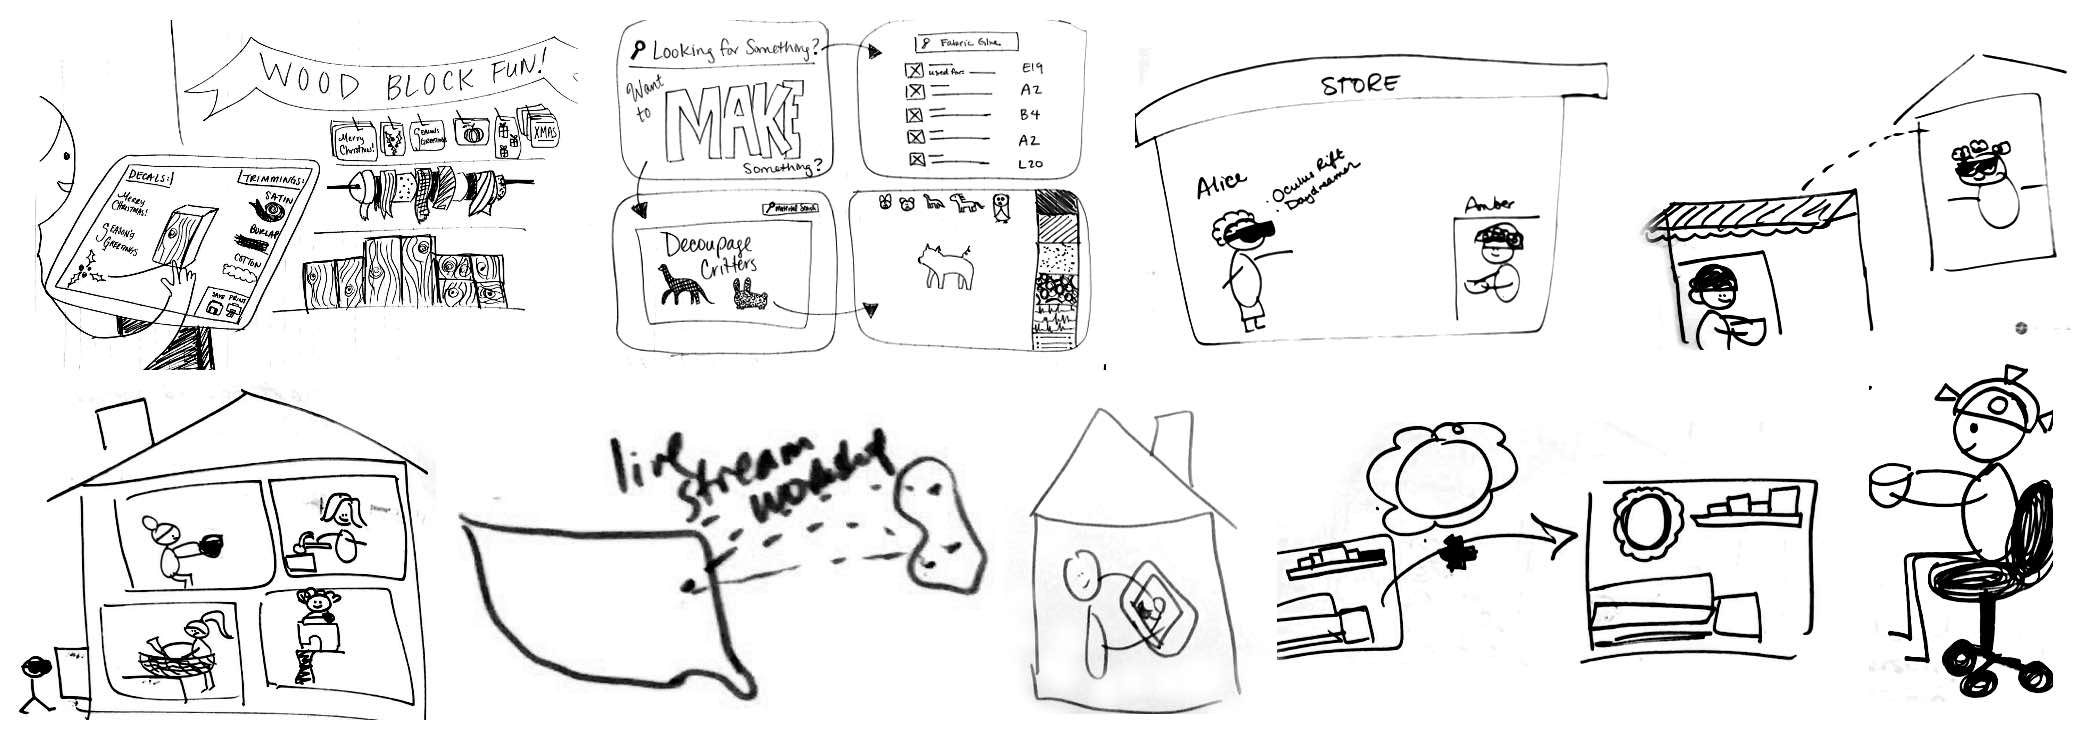 WOOD BLOCK FUN!
Merry
Christmas!
SEASON'S
GREETINGS
XMAS
DECALS:
MERRY
CHRISTMAS!
SEASON'S
GREETINGS
TRIMMINGS:
SATIN
BURLAP
COTTON
SAVE PRINT
Looking for Something?
Want
to
MAKE
Something?
Fabric Glue
used for:
E19
A2
B4
A2
L20
Material Search
Decoupage
Critters
STORE
Alice
: Oculus Rift
Daydreamer
Amber
live
stream
workshop